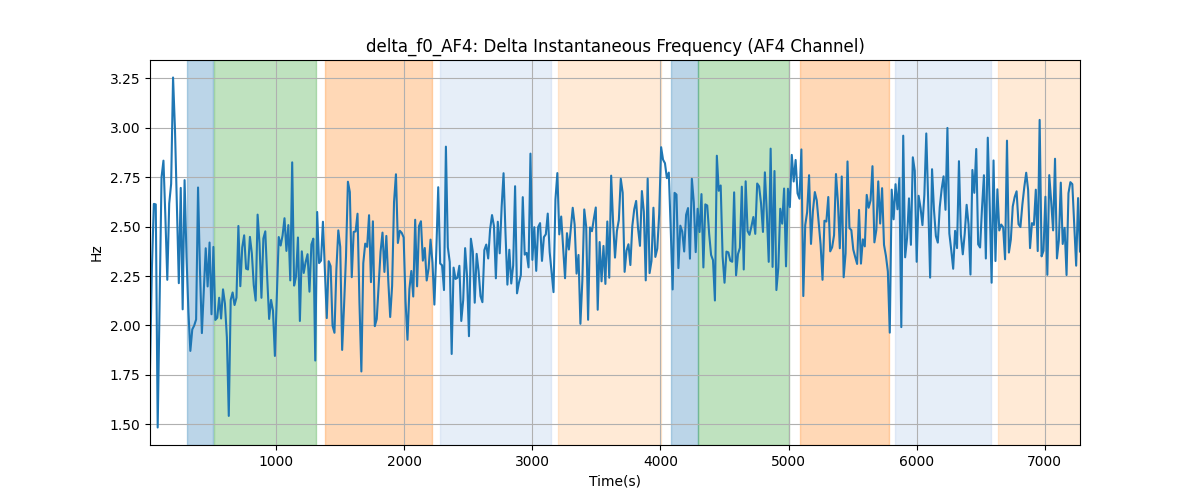 delta_f0_AF4: Delta Instantaneous Frequency (AF4 Channel)
3.25
3.00
2.75
2.50
2.25
2.00
1.75
1.50
Hz
1000 2000 3000 4000 5000 6000 7000
Time(s)